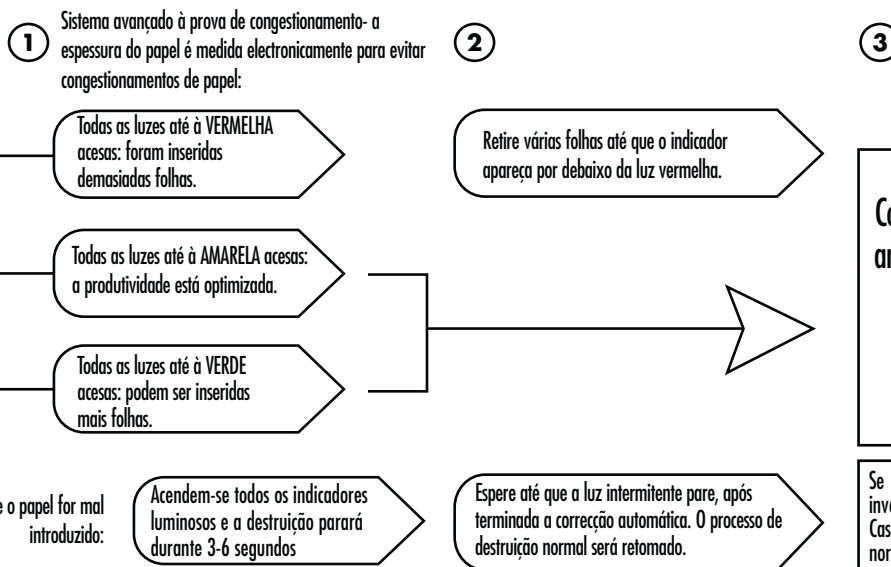 1
Sistema avançado à prova de congestionamento- a
espessura do papel é medida electronicamente para evitar
congestionamentos de papel:
Todas as luzes até à VERMELHA
acesas: foram inseridas
demasiadas folhas.
Todas as luzes até à AMARELA acesas:
a produtividade está optimizada.
Todas as luzes até à VERDE
acesas: podem ser inseridas
mais folhas.
2
Retire várias folhas até que o indicador
apareça por debaixo da luz vermelha.
3
o papel for mal
introduzido:
Acendem-se todos os indicadores
luminosos e a destruição parará
durante 3-6 segundos
Espere até que a luz intermitente pare, após
terminada a correcção automática. O processo de
destruição normal será retomado.
Se